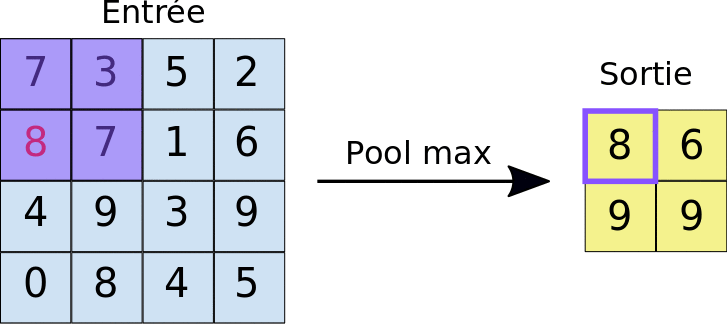 Entrée
7 3 5 2
8 7 1 6
4 9 3 9
0 8 4 5
Pool max
Sortie
8 6
9 9